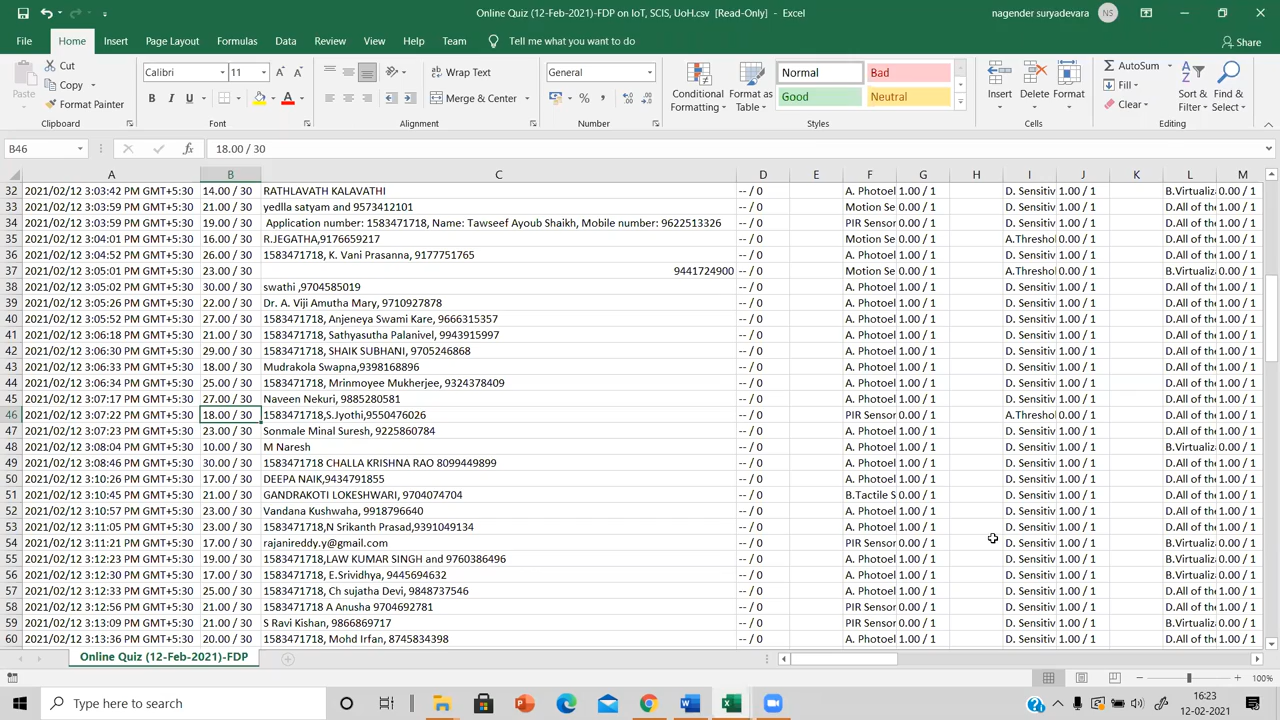 Online Quiz (12-Feb-2021)-FDP on IoT, SCIS, UoH.csv [Read-Only] - Excel
nagender suryadevara NS
File Home Insert Page Layout Formulas Data Review View Help Team Tell me what you want to do Share
Cut
Copy
Format Painter
Paste
Calibri 11
B I U
Wrap Text
Merge & Center
General
Conditional Formatting
Format as Table
Normal Bad
Good Neutral
Insert Delete Format
AutoSum
Fill
Clear
Sort & Filter
Find & Select
Clipboard Font Alignment Number Styles Cells Editing
B46 fx 18.00 / 30
A B C D E F G H I J K L M
32 2021/02/12 3:03:42 PM GMT+5:30 14.00 / 30 RATHLAVATH KALAVATHI -- / 0 A. Photoel 1.00 / 1 D. Sensitiv 1.00 / 1 B.Virtualiz 0.00 / 1
33 2021/02/12 3:03:59 PM GMT+5:30 21.00 / 30 yedlla satyam and 9573412101 -- / 0 Motion Se 0.00 / 1 D. Sensitiv 1.00 / 1 D.All of the 1.00 / 1
34 2021/02/12 3:03:59 PM GMT+5:30 19.00 / 30 Application number: 1583471718, Name: Tawseef Ayoub Shaikh, Mobile number: 9622513326 -- / 0 PIR Sensor 0.00 / 1 D. Sensitiv 1.00 / 1 D.All of the 1.00 / 1
35 2021/02/12 3:04:01 PM GMT+5:30 16.00 / 30 R.JEGATHA,9176659217 -- / 0 Motion Se 0.00 / 1 A.Threshol 0.00 / 1 D.All of the 1.00 / 1
36 2021/02/12 3:04:52 PM GMT+5:30 26.00 / 30 1583471718, K. Vani Prasanna, 9177751765 -- / 0 A. Photoel 1.00 / 1 D. Sensitiv 1.00 / 1 D.All of the 1.00 / 1
37 2021/02/12 3:05:01 PM GMT+5:30 23.00 / 30 9441724900 -- / 0 Motion Se 0.00 / 1 A.Threshol 0.00 / 1 B.Virtualiz 0.00 / 1
38 2021/02/12 3:05:02 PM GMT+5:30 30.00 / 30 swathi ,9704585019 -- / 0 A. Photoel 1.00 / 1 D. Sensitiv 1.00 / 1 D.All of the 1.00 / 1
39 2021/02/12 3:05:26 PM GMT+5:30 22.00 / 30 Dr. A. Viji Amutha Mary, 9710927878 -- / 0 A. Photoel 1.00 / 1 D. Sensitiv 1.00 / 1 D.All of the 1.00 / 1
40 2021/02/12 3:05:52 PM GMT+5:30 27.00 / 30 1583471718, Anjeneya Swami Kare, 9666315357 -- / 0 A. Photoel 1.00 / 1 D. Sensitiv 1.00 / 1 D.All of the 1.00 / 1
41 2021/02/12 3:06:18 PM GMT+5:30 21.00 / 30 1583471718, Sathyasutha Palanivel, 9943915997 -- / 0 A. Photoel 1.00 / 1 D. Sensitiv 1.00 / 1 D.All of the 1.00 / 1
42 2021/02/12 3:06:30 PM GMT+5:30 29.00 / 30 1583471718, SHAIK SUBHANI, 9705246868 -- / 0 A. Photoel 1.00 / 1 D. Sensitiv 1.00 / 1 D.All of the 1.00 / 1
43 2021/02/12 3:06:33 PM GMT+5:30 18.00 / 30 Mudrakola Swapna,9398168896 -- / 0 A. Photoel 1.00 / 1 D. Sensitiv 1.00 / 1 D.All of the 1.00 / 1
44 2021/02/12 3:06:34 PM GMT+5:30 25.00 / 30 1583471718, Mrinmoyee Mukherjee, 9324378409 -- / 0 A. Photoel 1.00 / 1 D. Sensitiv 1.00 / 1 D.All of the 1.00 / 1
45 2021/02/12 3:07:17 PM GMT+5:30 27.00 / 30 Naveen Nekuri, 9885280581 -- / 0 A. Photoel 1.00 / 1 D. Sensitiv 1.00 / 1 D.All of the 1.00 / 1
46 2021/02/12 3:07:22 PM GMT+5:30 18.00 / 30 1583471718,S.Jyothi,9550476026 -- / 0 PIR Sensor 0.00 / 1 A.Threshol 0.00 / 1 D.All of the 1.00 / 1
47 2021/02/12 3:07:23 PM GMT+5:30 23.00 / 30 Sonmale Minal Suresh, 9225860784 -- / 0 A. Photoel 1.00 / 1 D. Sensitiv 1.00 / 1 D.All of the 1.00 / 1
48 2021/02/12 3:08:04 PM GMT+5:30 10.00 / 30 M Naresh -- / 0 Motion Se 0.00 / 1 D. Sensitiv 1.00 / 1 B.Virtualiz 0.00 / 1
49 2021/02/12 3:08:46 PM GMT+5:30 30.00 / 30 1583471718 CHALLA KRISHNA RAO 8099449899 -- / 0 A. Photoel 1.00 / 1 D. Sensitiv 1.00 / 1 D.All of the 1.00 / 1
50 2021/02/12 3:10:26 PM GMT+5:30 17.00 / 30 DEEPA NAIK,9434791855 -- / 0 A. Photoel 1.00 / 1 D. Sensitiv 1.00 / 1 D.All of the 1.00 / 1
51 2021/02/12 3:10:45 PM GMT+5:30 21.00 / 30 GANDRAKOTI LOKESHWARI, 9704074704 -- / 0 B.Tactile S 0.00 / 1 D. Sensitiv 1.00 / 1 D.All of the 1.00 / 1
52 2021/02/12 3:10:57 PM GMT+5:30 23.00 / 30 Vandana Kushwaha, 9918796640 -- / 0 A. Photoel 1.00 / 1 D. Sensitiv 1.00 / 1 D.All of the 1.00 / 1
53 2021/02/12 3:11:05 PM GMT+5:30 23.00 / 30 1583471718,N Srikanth Prasad,9391049134 -- / 0 A. Photoel 1.00 / 1 D. Sensitiv 1.00 / 1 D.All of the 1.00 / 1
54 2021/02/12 3:11:21 PM GMT+5:30 17.00 / 30 rajanireddy.y@gmail.com -- / 0 PIR Sensor 0.00 / 1 D. Sensitiv 1.00 / 1 B.Virtualiz 0.00 / 1
55 2021/02/12 3:12:23 PM GMT+5:30 19.00 / 30 1583471718,LAW KUMAR SINGH and 9760386496 -- / 0 A. Photoel 1.00 / 1 D. Sensitiv 1.00 / 1 B.Virtualiz 0.00 / 1
56 2021/02/12 3:12:30 PM GMT+5:30 17.00 / 30 1583471718, E.Srividhya, 9445694632 -- / 0 A. Photoel 1.00 / 1 D. Sensitiv 1.00 / 1 B.Virtualiz 0.00 / 1
57 2021/02/12 3:12:33 PM GMT+5:30 25.00 / 30 1583471718, Ch sujatha Devi, 9848737546 -- / 0 A. Photoel 1.00 / 1 D. Sensitiv 1.00 / 1 D.All of the 1.00 / 1
58 2021/02/12 3:12:56 PM GMT+5:30 21.00 / 30 1583471718 A Anusha 9704692781 -- / 0 PIR Sensor 0.00 / 1 D. Sensitiv 1.00 / 1 D.All of the 1.00 / 1
59 2021/02/12 3:13:09 PM GMT+5:30 21.00 / 30 S Ravi Kishan, 9866869717 -- / 0 PIR Sensor 0.00 / 1 D. Sensitiv 1.00 / 1 B.Virtualiz 0.00 / 1
60 2021/02/12 3:13:36 PM GMT+5:30 20.00 / 30 1583471718, Mohd Irfan, 8745834398 -- / 0 A. Photoel 1.00 / 1 D. Sensitiv 1.00 / 1 D.All of the 1.00 / 1
Online Quiz (12-Feb-2021)-FDP
100%
Type here to search
16:23
12-02-2021